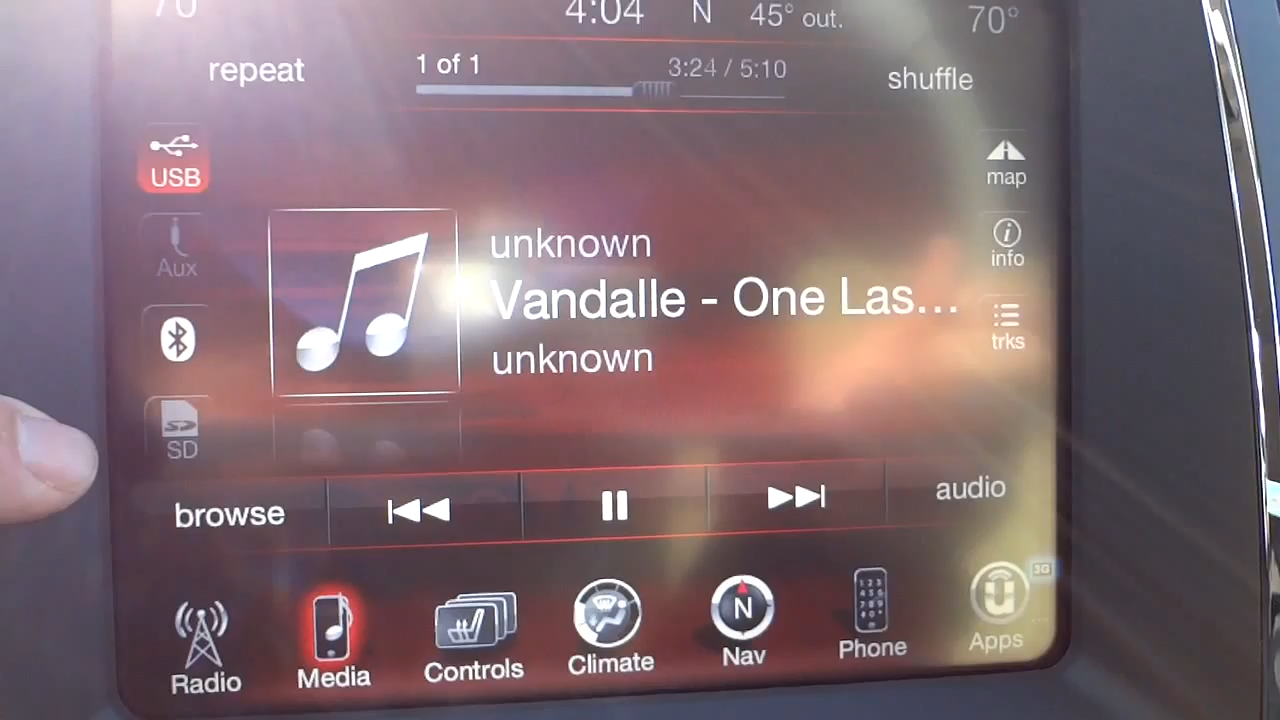 70 4:04 N 45° out. 70°
repeat 1 of 1 3:24 / 5:10 shuffle
USB
map
Aux
info
unknown
Vandalle - One Las...
unknown
trks
SD
browse audio
3G
N
Radio Media Controls Climate Nav Phone Apps